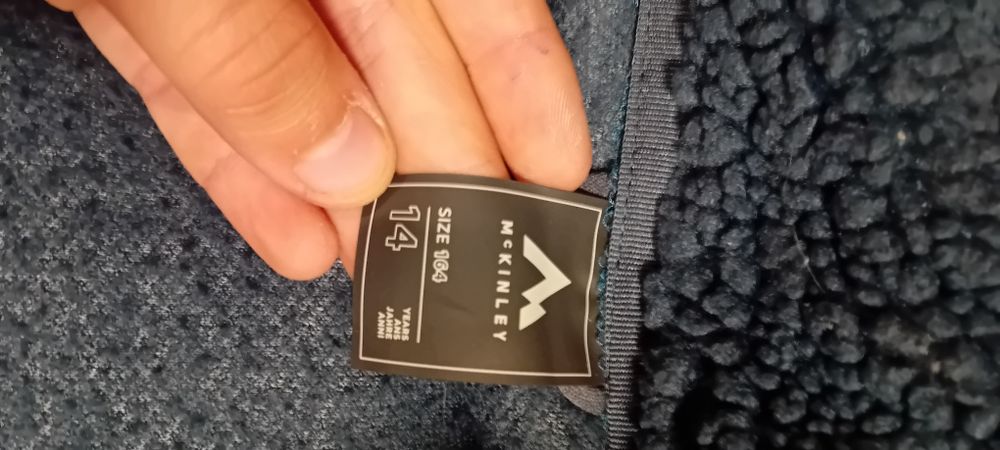 McKINLEY
SIZE 164
14
YEARS
ANS
JAHRE
ANNI